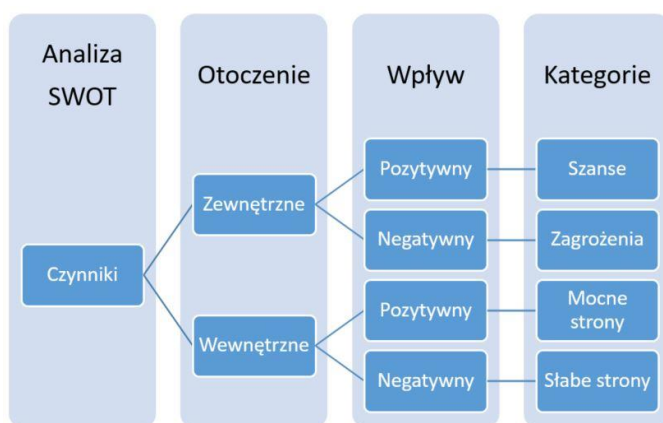 Analiza
SWOT
Otoczenie
Wpływ
Kategorie
Czynniki
Zewnętrzne
Wewnętrzne
Pozytywny
Negatywny
Pozytywny
Negatywny
Szanse
Zagrożenia
Mocne
strony
Słabe strony